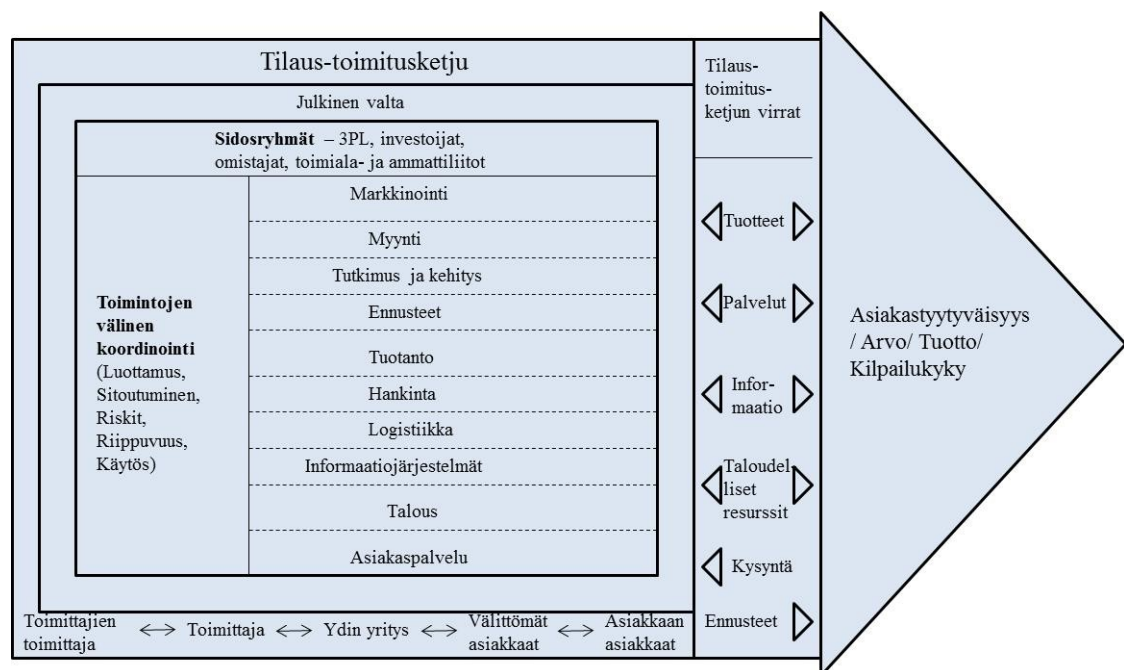 Tilaus-toimitusketju
Julkinen valta
Sidosryhmät – 3PL, investoijat,
omistajat, toimiala- ja ammattiliitot
Toimintojen
välinen
koordinointi
(Luottamus,
Sitoutuminen,
Riskit,
Riippuvuus,
Käytös)
Markkinointi
Myynti
Tutkimus ja kehitys
Ennusteet
Tuotanto
Hankinta
Logistiikka
Informaatiojärjestelmät
Talous
Asiakaspalvelu
Toimittajien
toimittaja
Toimittaja
Ydin yritys
Välittömät
asiakkaat
Asiakkaan
asiakkaat
Tilaus-
toimitus-
ketjun virrat
Tuotteet
Palvelut
Infor-
maatio
Taloudel-
liset
resurssit
Kysyntä
Ennusteet
Asiakastyytyväisyys
/ Arvo/ Tuotto/
Kilpailukyky